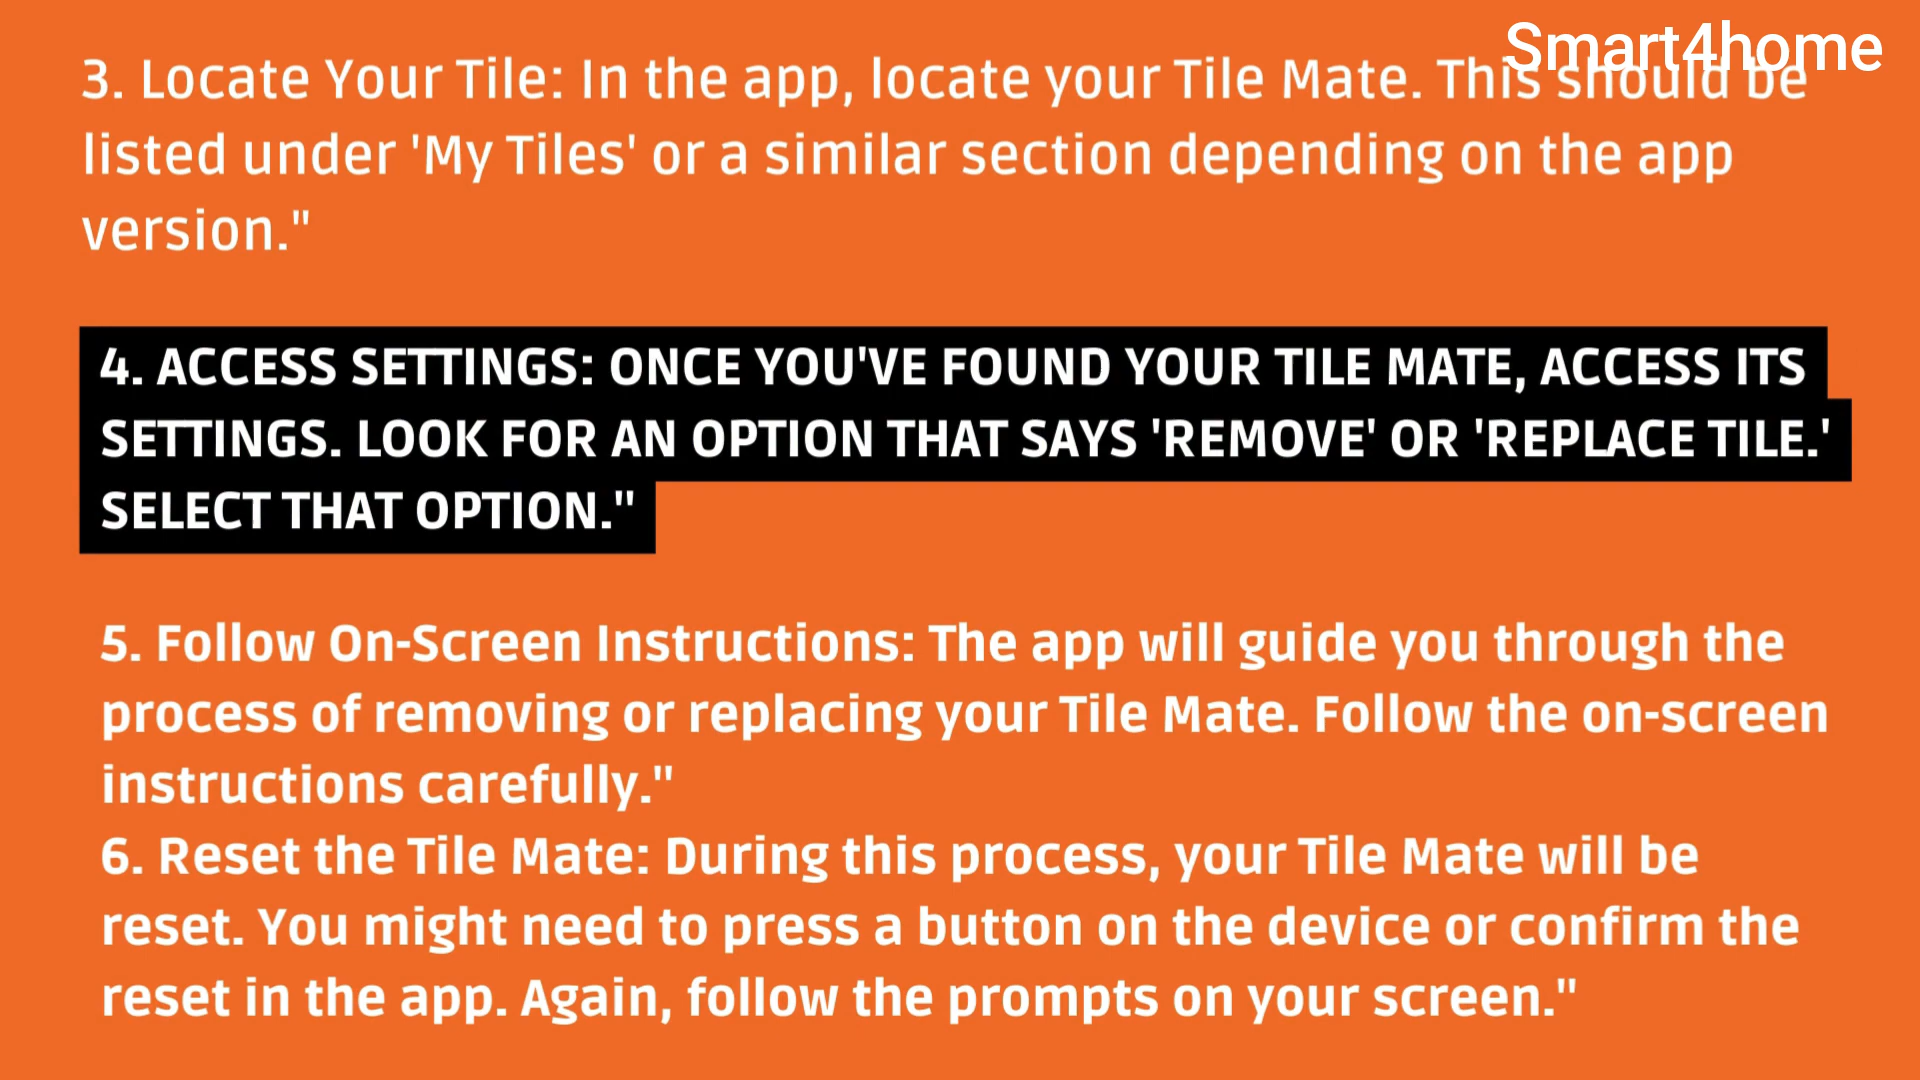 Smart4home
3. Locate Your Tile: In the app, locate your Tile Mate. This should be
listed under 'My Tiles' or a similar section depending on the app
version."
4. ACCESS SETTINGS: ONCE YOU'VE FOUND YOUR TILE MATE, ACCESS ITS
SETTINGS. LOOK FOR AN OPTION THAT SAYS 'REMOVE' OR 'REPLACE TILE.'
SELECT THAT OPTION."
5. Follow On-Screen Instructions: The app will guide you through the
process of removing or replacing your Tile Mate. Follow the on-screen
instructions carefully."
6. Reset the Tile Mate: During this process, your Tile Mate will be
reset. You might need to press a button on the device or confirm the
reset in the app. Again, follow the prompts on your screen."